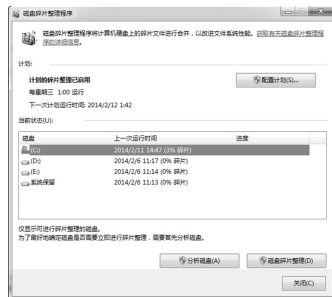 磁盘碎片整理程序
磁盘碎片整理程序将计算机硬盘上的碎片文件进行合并，以改进文件系统性能。获取有关磁盘碎片整理程
序的详细信息。
计划:
计划的碎片整理已启用
配置计划(S)...
每星期三 1:00 运行
下一次计划运行时间: 2014/2/12 1:42
当前状态(U):
磁盘 上一次运行时间 进度
(C:) 2014/2/11 14:47 (3% 碎片)
(D:) 2014/2/6 11:17 (0% 碎片)
(E:) 2014/2/6 11:14 (0% 碎片)
系统保留 2014/2/6 11:13 (0% 碎片)
仅显示可进行碎片整理的磁盘。
为了最好地确定磁盘是否需要立即进行碎片整理，需要首先分析磁盘。
分析磁盘(A) 磁盘碎片整理(D)
关闭(C)